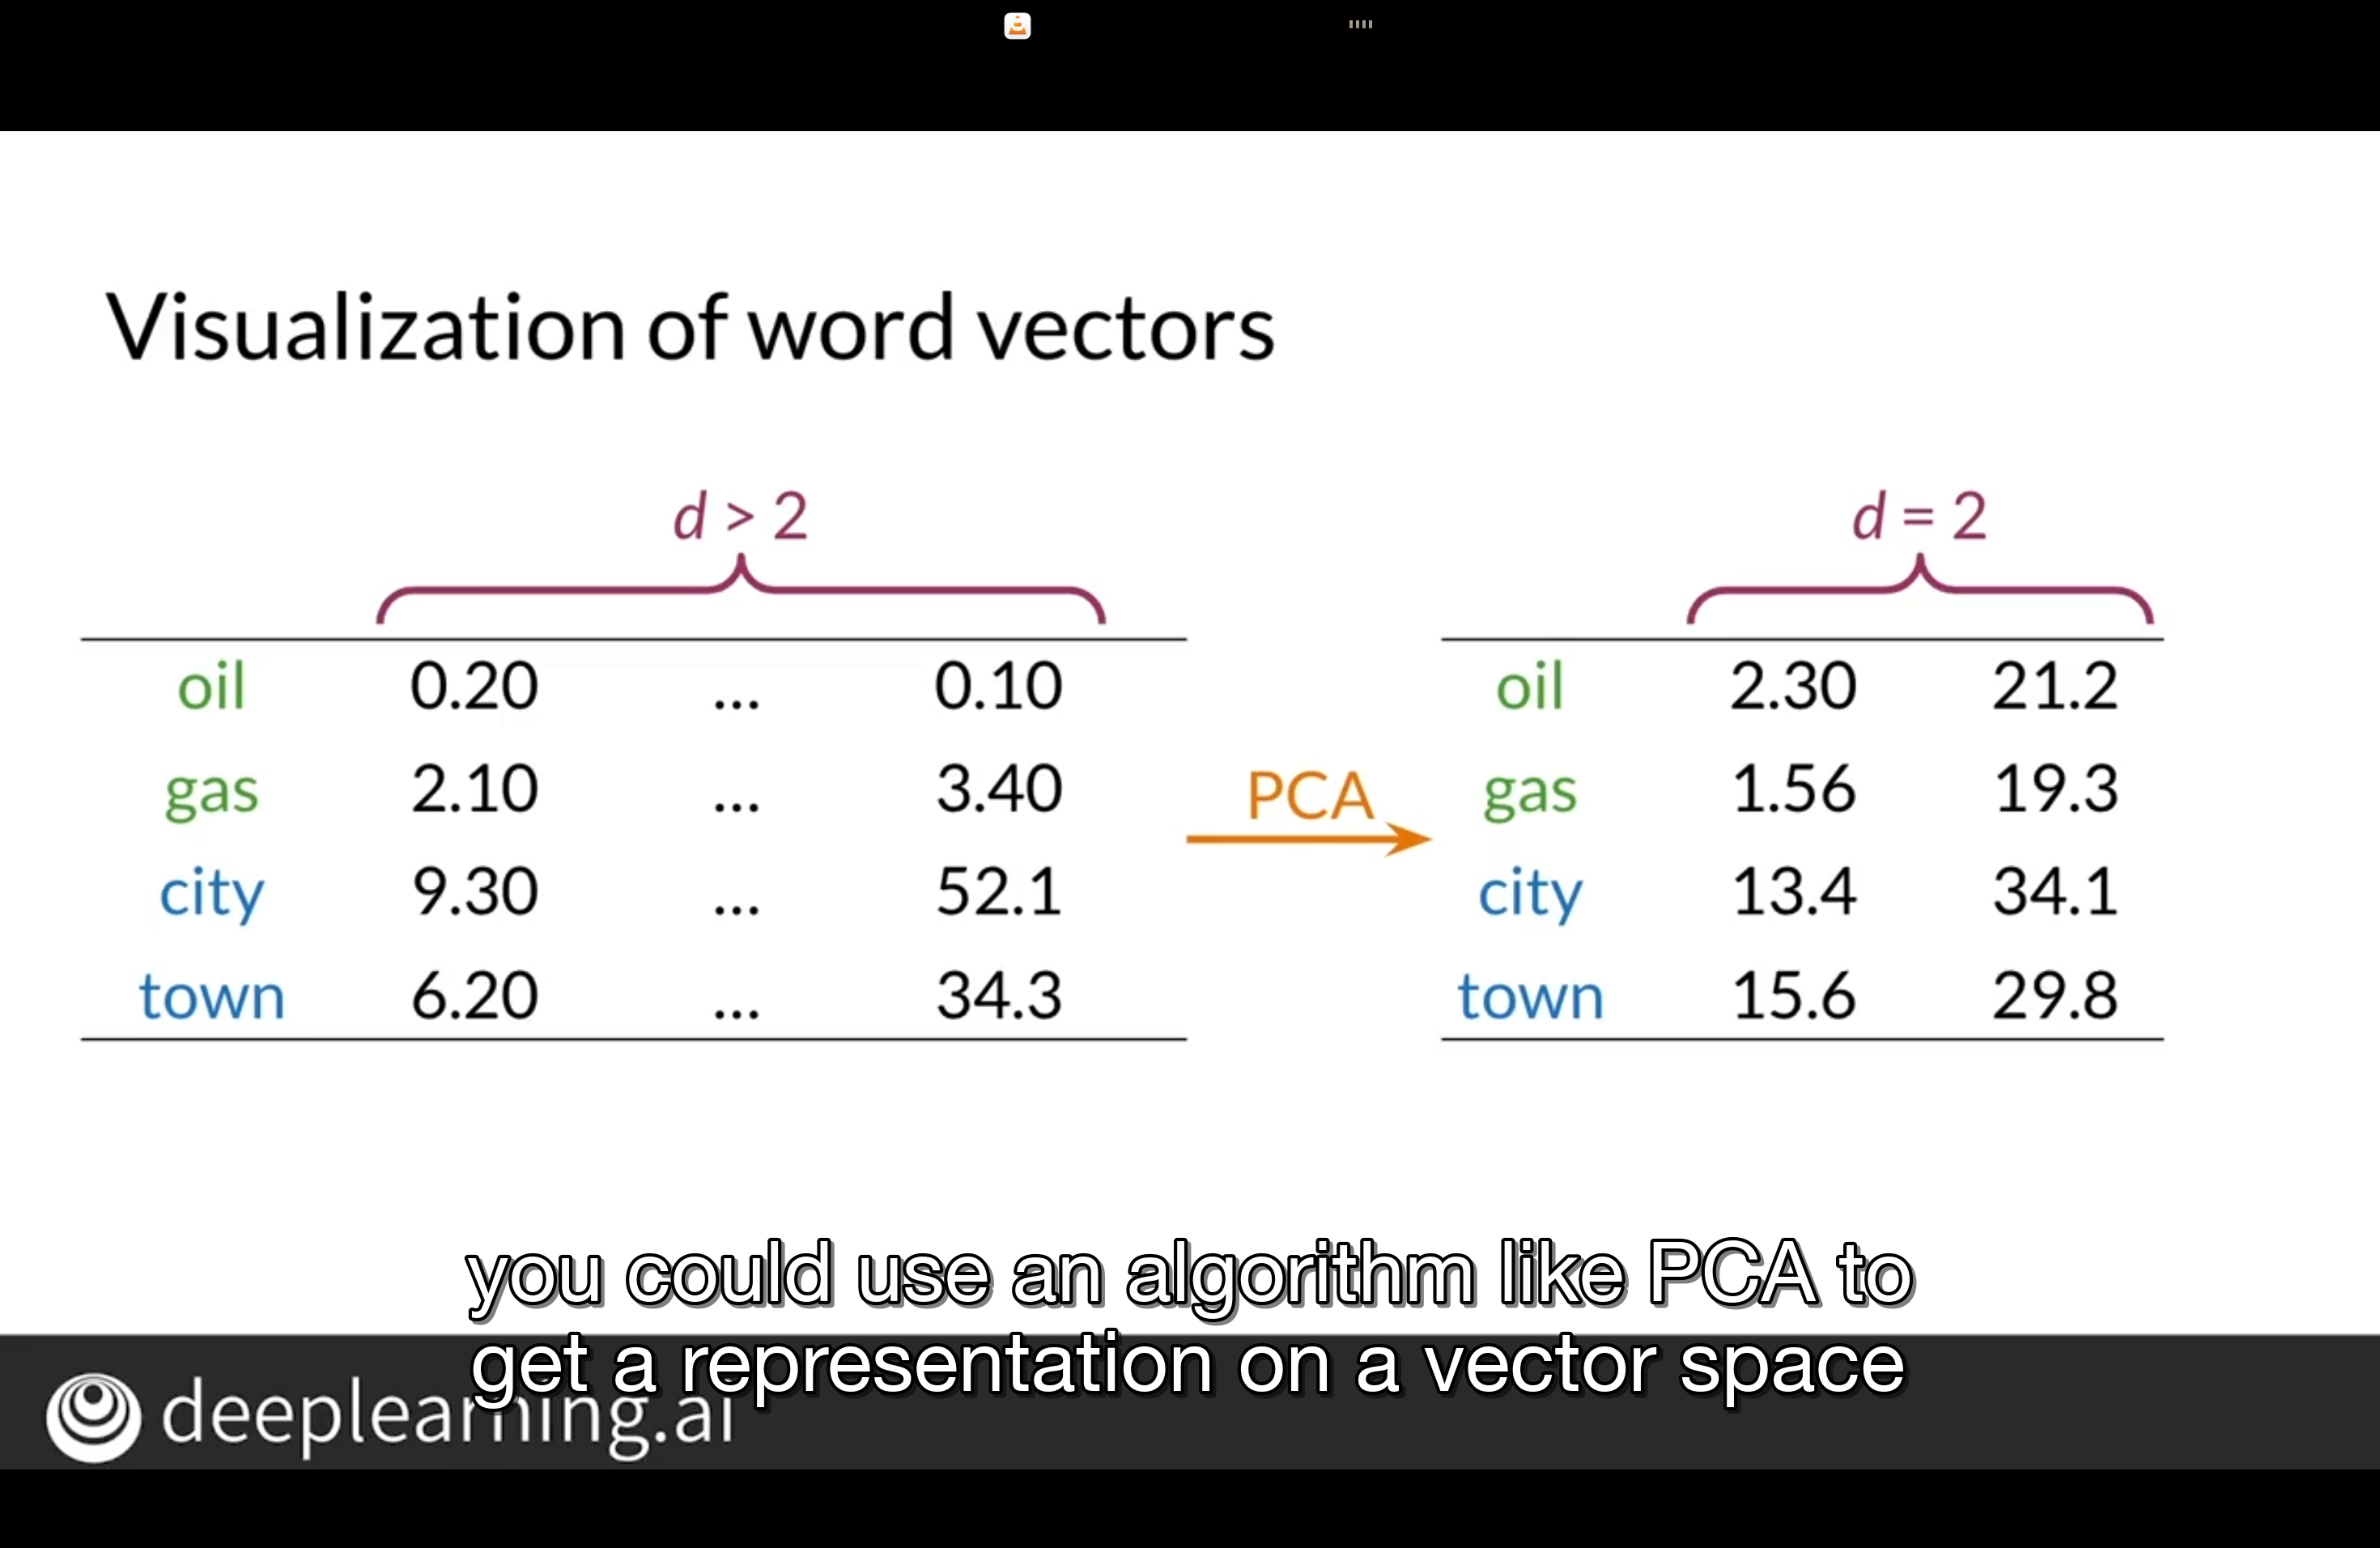 Visualization of word vectors
d > 2
d = 2
oil 0.20 ... 0.10
gas 2.10 ... 3.40
city 9.30 ... 52.1
town 6.20 ... 34.3
PCA
oil 2.30 21.2
gas 1.56 19.3
city 13.4 34.1
town 15.6 29.8
you could use an algorithm like PCA to
get a representation on a vector space
deeplearning.ai